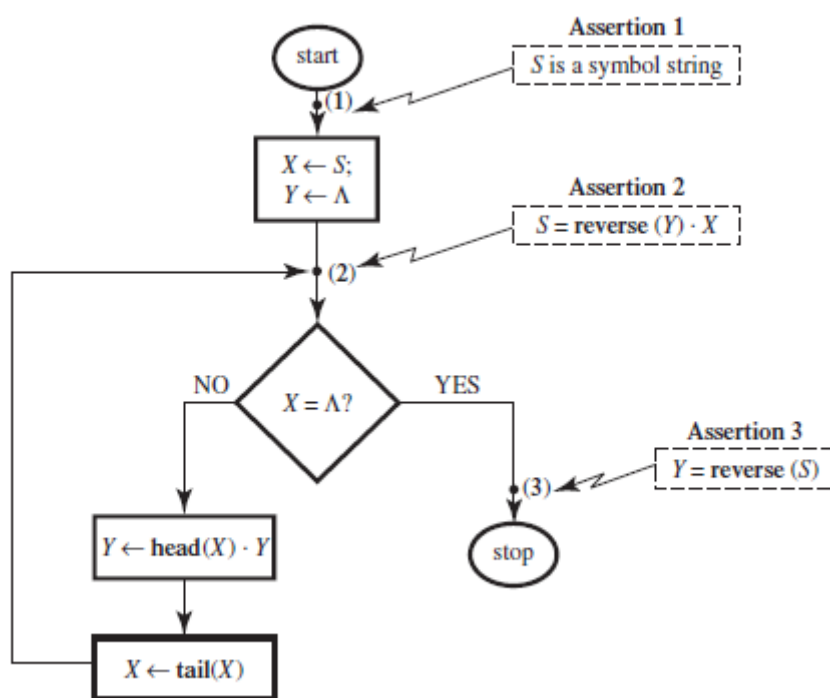 Assertion 1
start
S is a symbol string
(1)
X ← S;
Y ← Λ
Assertion 2
S = reverse (Y) · X
(2)
NO
YES
X = Λ?
Assertion 3
Y = reverse (S)
(3)
Y ← head(X) · Y
stop
X ← tail(X)